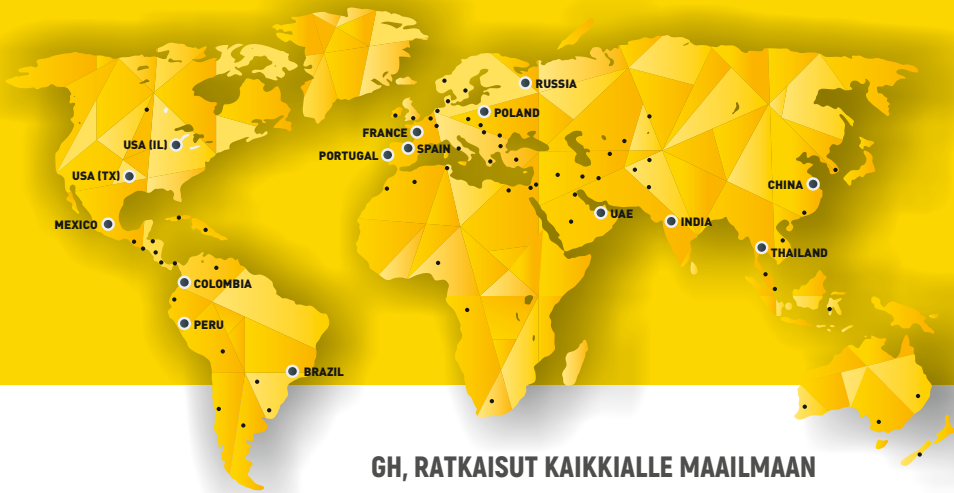 RUSSIA
POLAND
FRANCE
SPAIN
PORTUGAL
USA (IL)
USA (TX)
MEXICO
CHINA
UAE
INDIA
THAILAND
COLOMBIA
PERU
BRAZIL
GH, RATKAISUT KAIKKIALLE MAAILMAAN